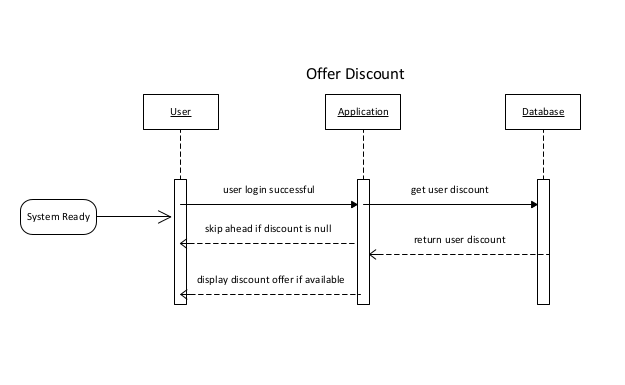 Offer Discount
User
Application
Database
user login successful
get user discount
System Ready
skip ahead if discount is null
return user discount
display discount offer if available